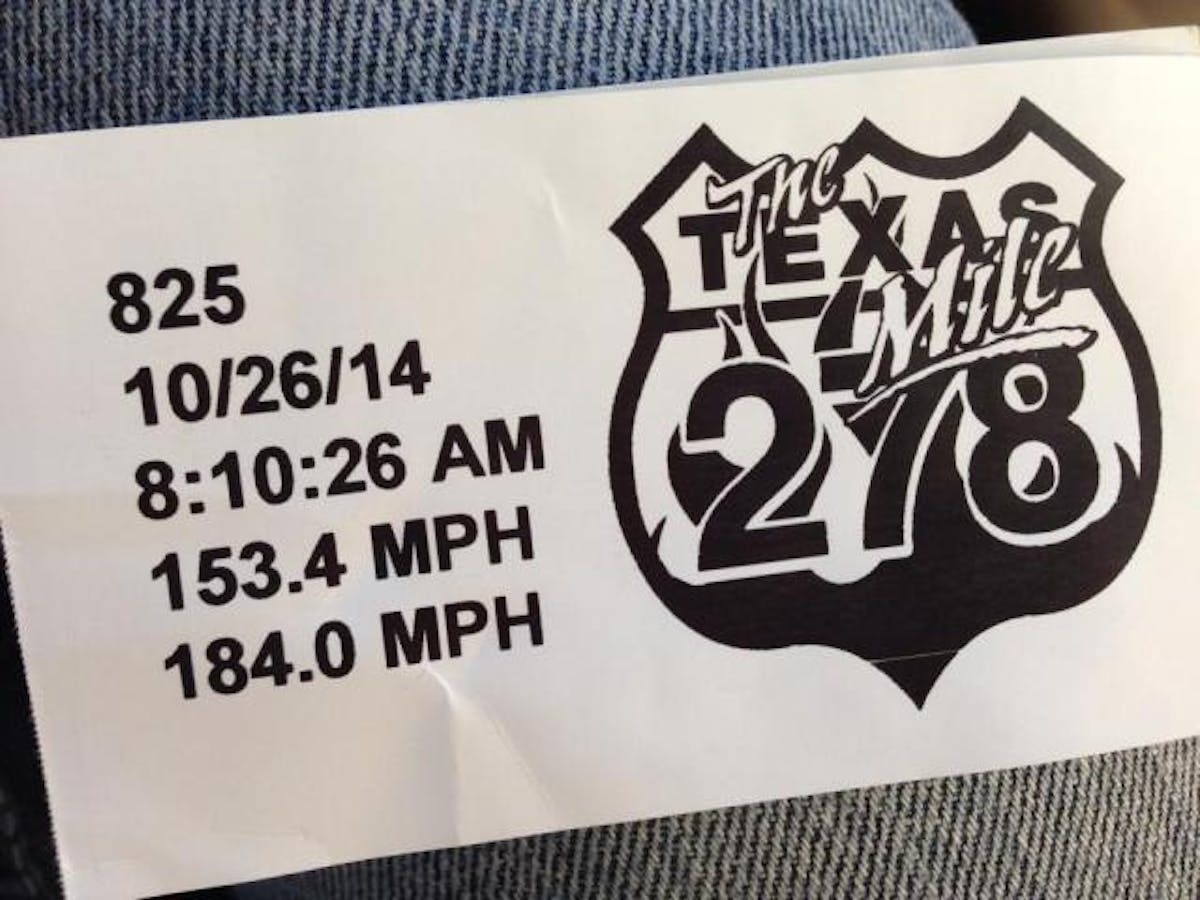 825
10/26/14
8:10:26 AM
153.4 MPH
184.0 MPH
The
TEXAS
Mile
278